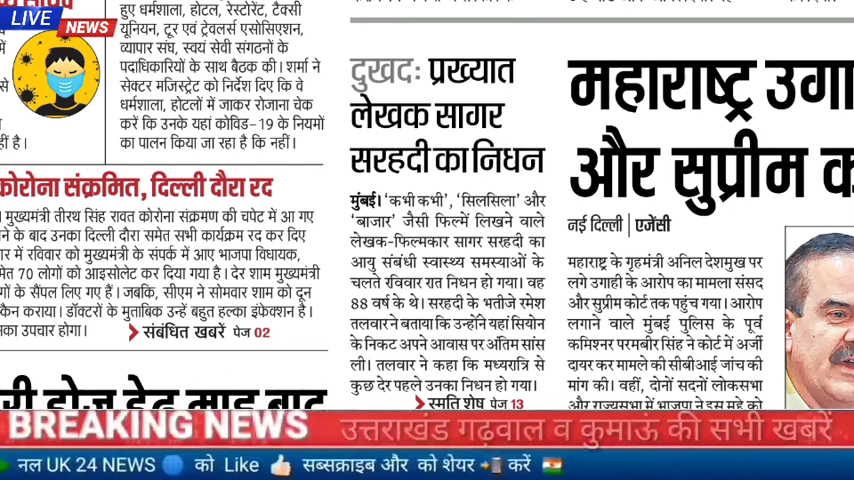 LIVE
NEWS
हुए धर्मशाला, होटल, रेस्टोरेंट, टैक्सी
यूनियन, टूर एवं ट्रेवलर्स एसोसिएशन,
व्यापार संघ, स्वयं सेवी संगठनों के
पदाधिकारियों के साथ बैठक की। शर्मा ने
सेक्टर मजिस्ट्रेट को निर्देश दिए कि वे
धर्मशाला, होटलों में जाकर रोजाना चेक
करें कि उनके यहां कोविड-19 के नियमों
का पालन किया जा रहा है कि नहीं।
कोरोना संक्रमित, दिल्ली दौरा रद
मुख्यमंत्री तीरथ सिंह रावत कोरोना संक्रमण की चपेट में आ गए
के बाद उनका दिल्ली दौरा समेत सभी कार्यक्रम रद कर दिए
में रविवार को मुख्यमंत्री के संपर्क में आए भाजपा विधायक,
70 लोगों को आइसोलेट कर दिया गया है। देर शाम मुख्यमंत्री
के सैंपल लिए गए हैं। जबकि, सीएम ने सोमवार शाम को दून
कराया। डॉक्टरों के मुताबिक उन्हें बहुत हल्का इंफेक्शन है।
उपचार होगा।
संबंधित खबरें पेज 02
दुखदः प्रख्यात
लेखक सागर
सरहदी का निधन
मुंबई। 'कभी कभी', 'सिलसिला' और
'बाजार' जैसी फिल्में लिखने वाले
लेखक-फिल्मकार सागर सरहदी का
आयु संबंधी स्वास्थ्य समस्याओं के
चलते रविवार रात निधन हो गया। वह
88 वर्ष के थे। सरहदी के भतीजे रमेश
तलवार ने बताया कि उन्होंने यहां सियोन
के निकट अपने आवास पर अंतिम सांस
ली। तलवार ने कहा कि मध्यरात्रि से
कुछ देर पहले उनका निधन हो गया।
स्मृति शेष पेज 13
महाराष्ट्र उगा
और सुप्रीम क
नई दिल्ली | एजेंसी
महाराष्ट्र के गृहमंत्री अनिल देशमुख पर
लगे उगाही के आरोप का मामला संसद
और सुप्रीम कोर्ट तक पहुंच गया। आरोप
लगाने वाले मुंबई पुलिस के पूर्व
कमिश्नर परमबीर सिंह ने कोर्ट में अर्जी
दायर कर मामले की सीबीआई जांच की
मांग की। वहीं, दोनों सदनों लोकसभा
और राज्यसभा में भाजपा ने इस मुद्दे को
BREAKING NEWS
उत्तराखंड गढ़वाल व कुमाऊं की सभी खबरें
नल UK 24 NEWS 🔵 को Like 👍🏻 सब्सक्राइब और को शेयर 📲 करें 🇮🇳